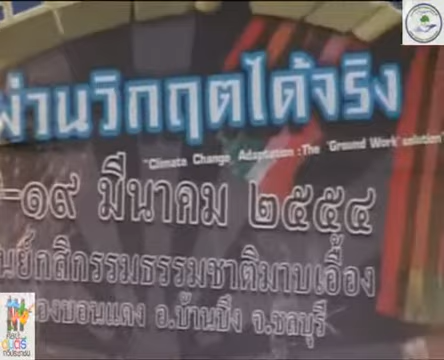 ผ่านวิกฤตได้จริง
"Climate Change Adaptation : The 'Ground Work' solution"
-๑๙ มีนาคม ๒๕๕๔
นย์กสิกรรมธรรมชาติมาบเอื้อง
องบอนแดง อ.บ้านบึง จ.ชลบุรี